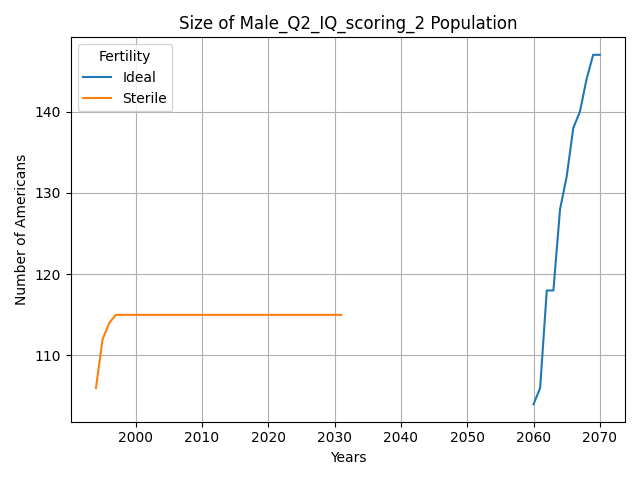 Size of Male_Q2_IQ_scoring_2 Population
Fertility
Ideal
Sterile
Number of Americans
140
130
120
110
2000 2010 2020 2030 2040 2050 2060 2070
Years